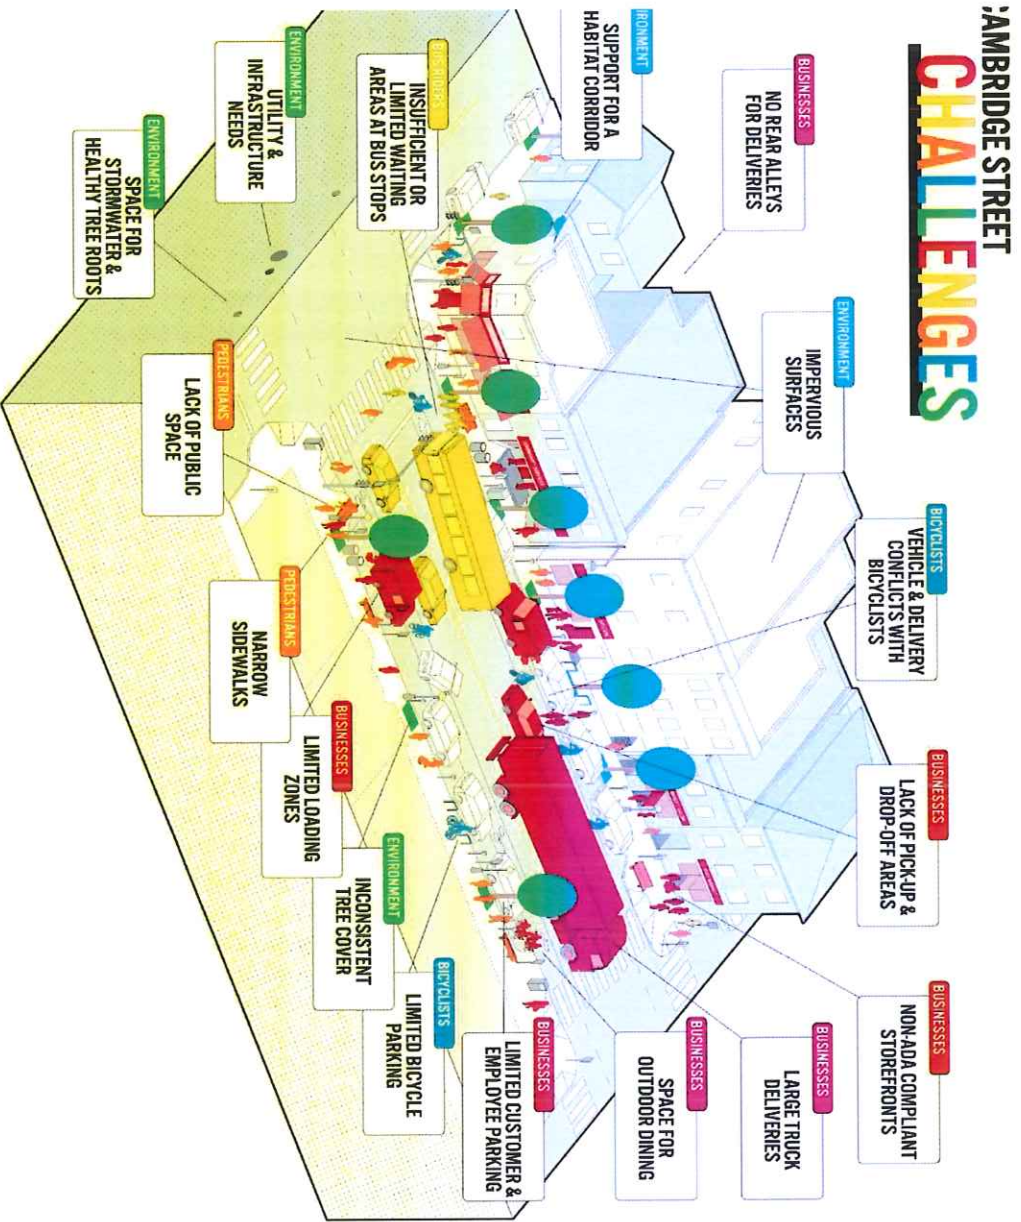 :AMBRIDGE STREET
CHALLENGES
BUSINESSES
NO REAR ALLEYS
FOR DELIVERIES
IRONMENT
SUPPORT FOR A
HABITAT CORRIDOR
BUS RIDERS
INSUFFICIENT OR
LIMITED WAITING
AREAS AT BUS STOPS
ENVIRONMENT
UTILITY &
INFRASTRUCTURE
NEEDS
ENVIRONMENT
SPACE FOR
STORMWATER &
HEALTHY TREE ROOTS
ENVIRONMENT
IMPERVIOUS
SURFACES
BICYCLISTS
VEHICLE & DELIVERY
CONFLICTS WITH
BICYCLISTS
BUSINESSES
LACK OF PICK-UP &
DROP-OFF AREAS
BUSINESSES
NON-ADA COMPLIANT
STOREFRONTS
BUSINESSES
LARGE TRUCK
DELIVERIES
BUSINESSES
SPACE FOR
OUTDOOR DINING
BUSINESSES
LIMITED CUSTOMER &
EMPLOYEE PARKING
BICYCLISTS
LIMITED BICYCLE
PARKING
ENVIRONMENT
INCONSISTENT
TREE COVER
BUSINESSES
LIMITED LOADING
ZONES
PEDESTRIANS
NARROW
SIDEWALKS
PEDESTRIANS
LACK OF PUBLIC
SPACE